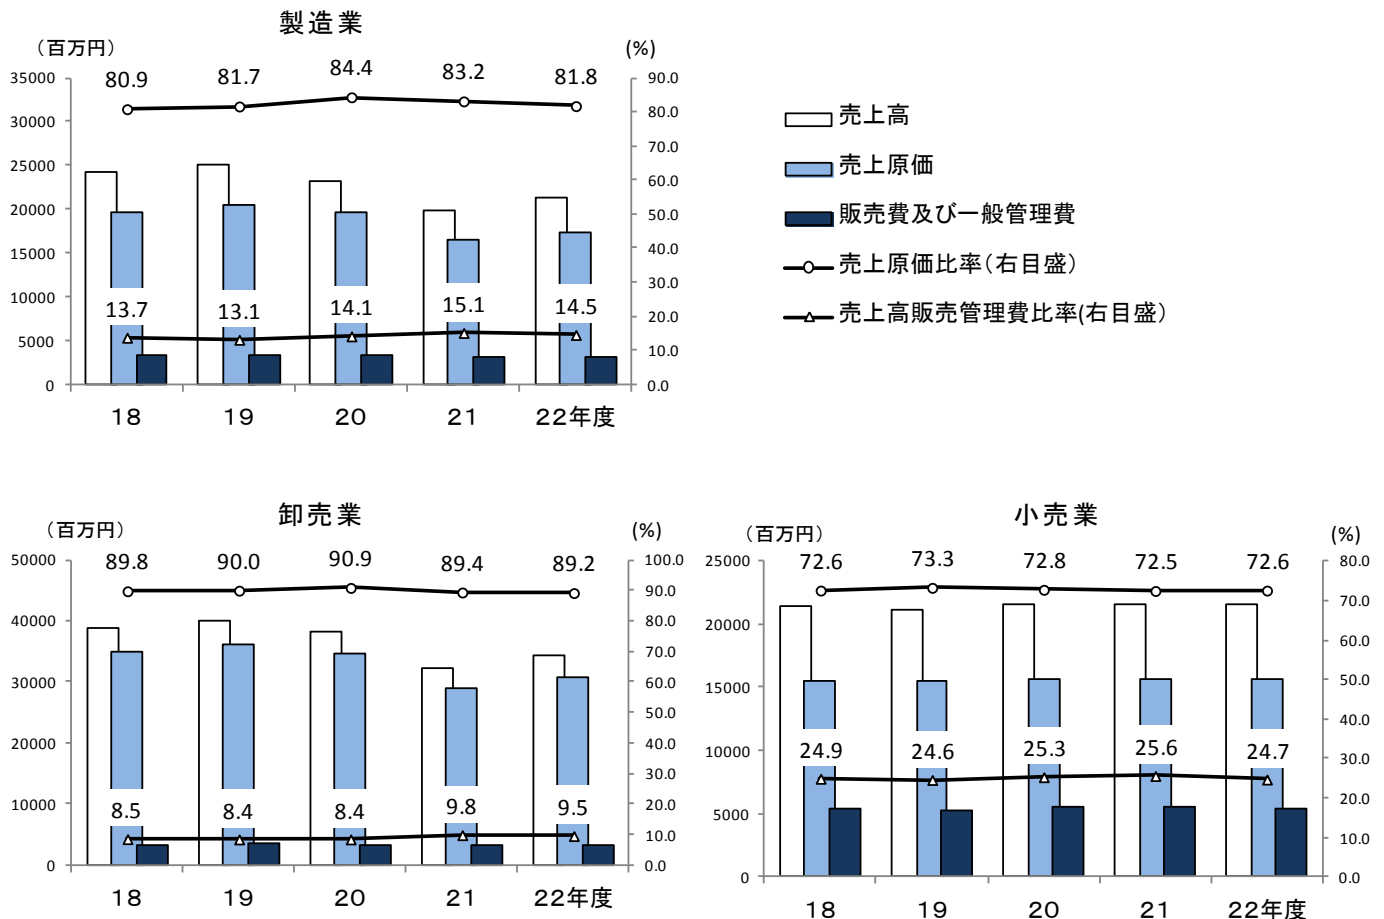 製造業
（百万円）
(%)
80.9 81.7 84.4 83.2 81.8
35000
30000
25000
20000
15000
10000
5000
0
90.0
80.0
70.0
60.0
50.0
40.0
30.0
20.0
10.0
0.0
13.7 13.1 14.1 15.1 14.5
18 19 20 21 22年度
売上高
売上原価
販売費及び一般管理費
売上原価比率（右目盛）
売上高販売管理費比率(右目盛）
卸売業
（百万円）
(%)
89.8 90.0 90.9 89.4 89.2
50000
40000
30000
20000
10000
0
100.0
90.0
80.0
70.0
60.0
50.0
40.0
30.0
20.0
10.0
0.0
8.5 8.4 8.4 9.8 9.5
18 19 20 21 22年度
小売業
（百万円）
(%)
72.6 73.3 72.8 72.5 72.6
25000
20000
15000
10000
5000
0
80.0
70.0
60.0
50.0
40.0
30.0
20.0
10.0
0.0
24.9 24.6 25.3 25.6 24.7
18 19 20 21 22年度